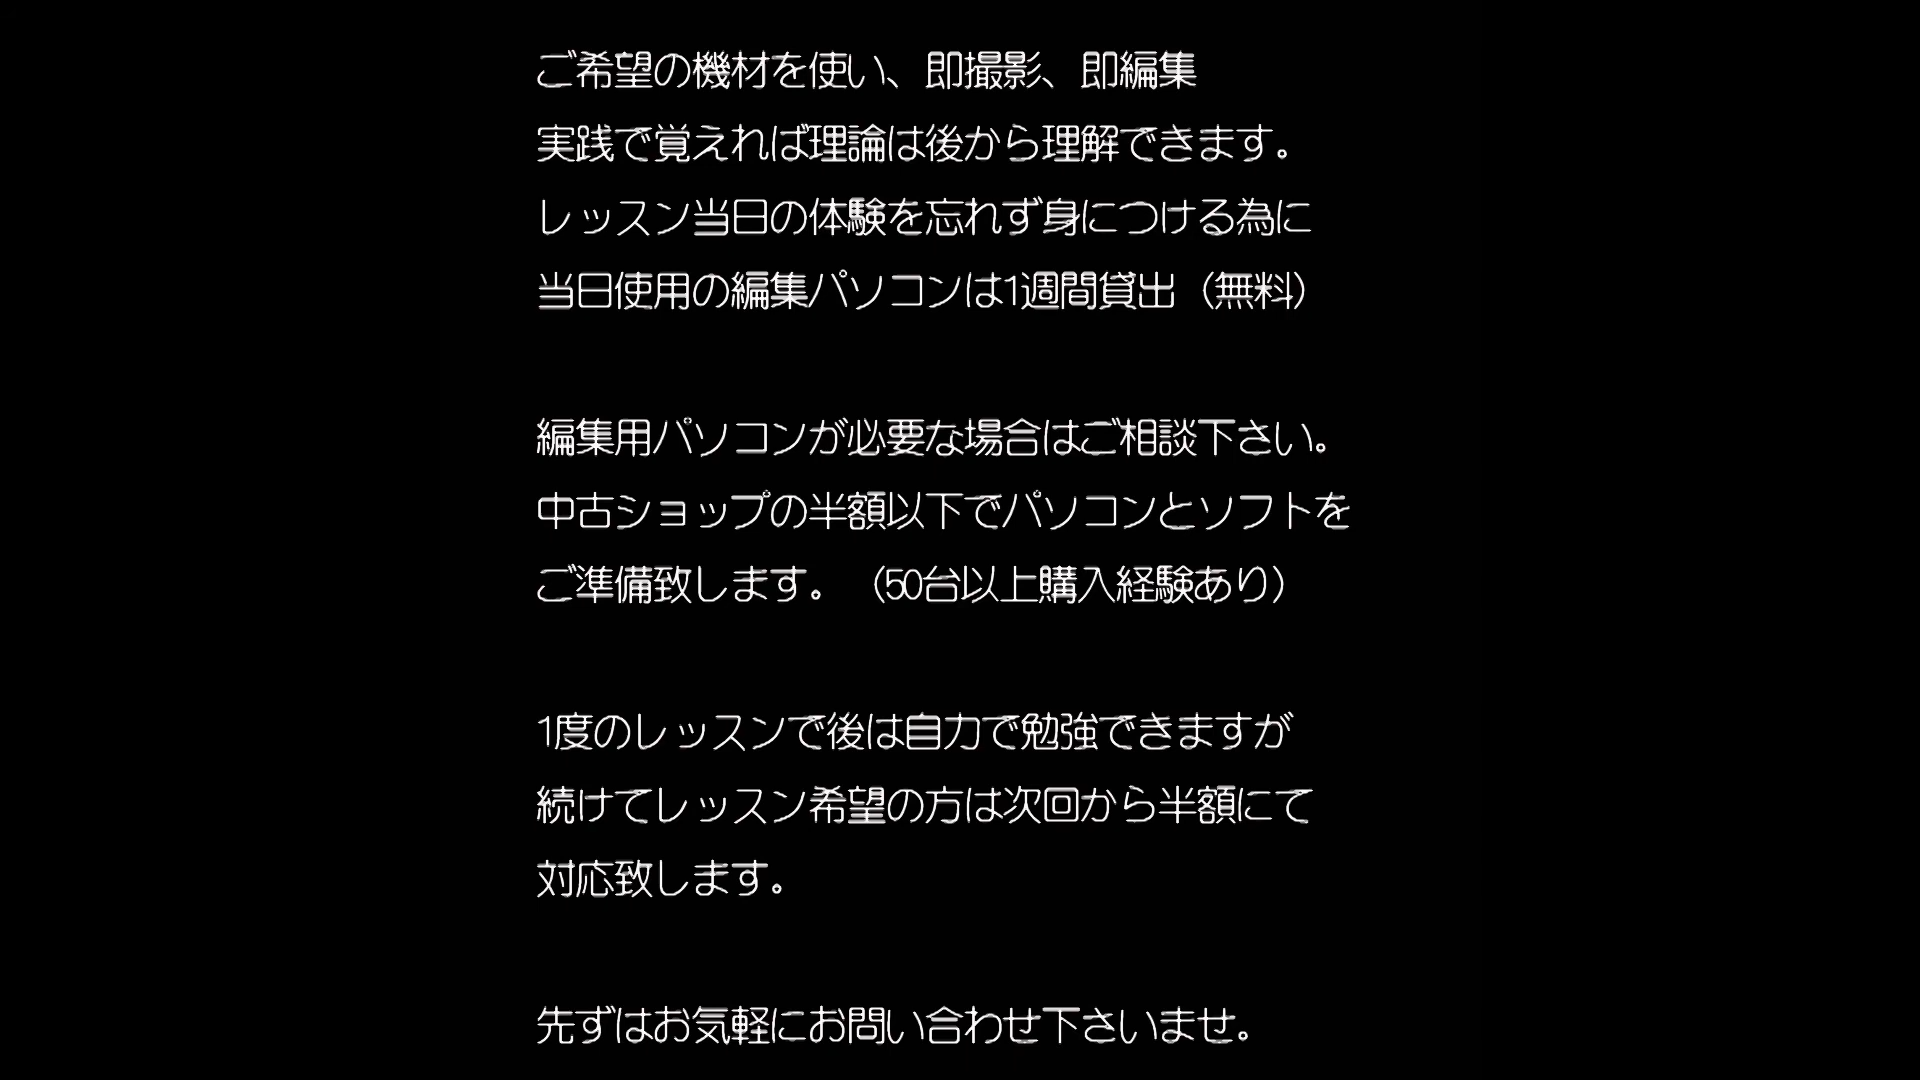 ご希望の機材を使い、即撮影、即編集
実践で覚えれば理論は後から理解できます。
レッスン当日の体験を忘れず身につける為に
当日使用の編集パソコンは1週間貸出（無料）
編集用パソコンが必要な場合はご相談下さい。
中古ショップの半額以下でパソコンとソフトを
ご準備致します。（50台以上購入経験あり）
1度のレッスンで後は自力で勉強できますが
続けてレッスン希望の方は次回から半額にて
対応致します。
先ずはお気軽にお問い合わせ下さいませ。